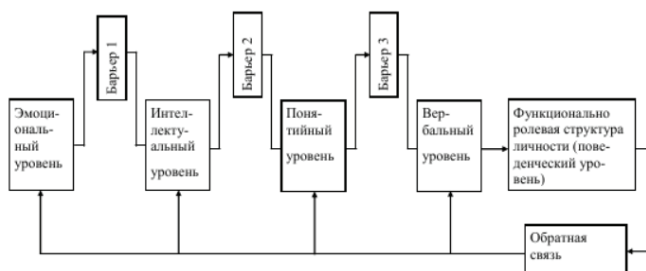 Барьер 1
Барьер 2
Барьер 3
Эмоци-
ональ-
ный
уровень
Интел-
лекту-
альный
уровень
Поня-
тийный
уровень
Вер-
бальный
уровень
Функционально
ролевая структура
личности (пове-
денческий уро-
вень)
Обратная
связь